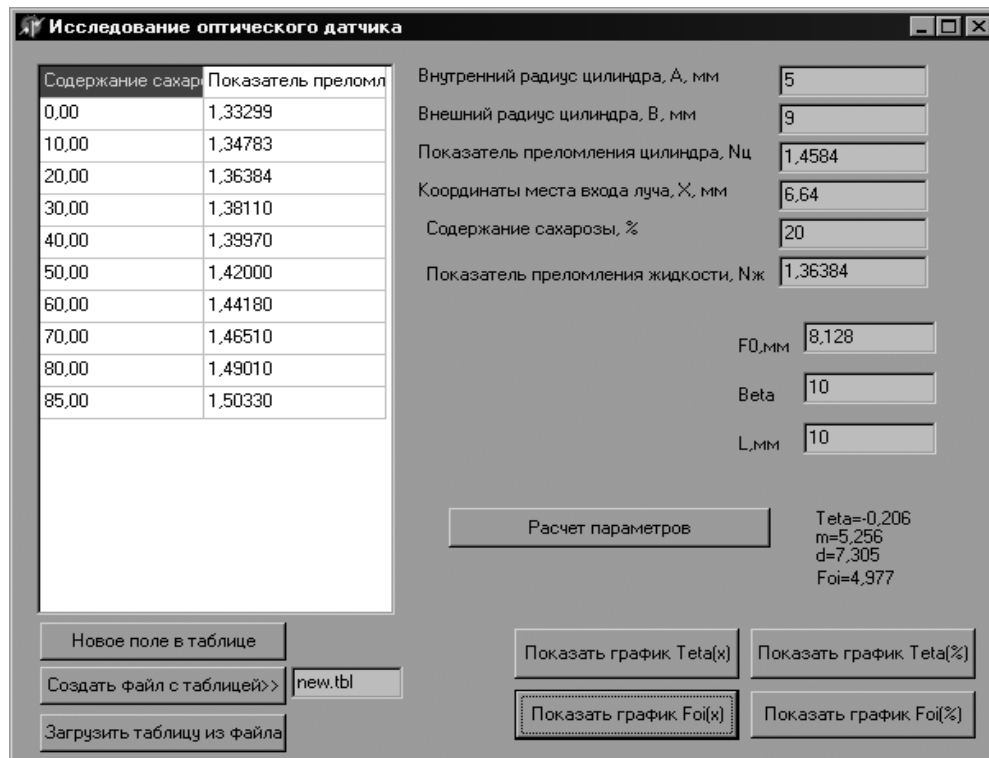 Исследование оптического датчика
Содержание сахар Показатель преломл
0,00 1,33299
10,00 1,34783
20,00 1,36384
30,00 1,38110
40,00 1,39970
50,00 1,42000
60,00 1,44180
70,00 1,46510
80,00 1,49010
85,00 1,50330
Внутренний радиус цилиндра, A, мм 5
Внешний радиус цилиндра, B, мм 9
Показатель преломления цилиндра, Nц 1,4584
Координаты места входа луча, X, мм 6,64
Содержание сахарозы, % 20
Показатель преломления жидкости, Nж 1,36384
F0,мм 8,128
Beta 10
L,мм 10
Расчет параметров
Teta=-0,206
m=5,256
d=7,305
Foi=4,977
Новое поле в таблице
Создать файл с таблицей>> new.tbl
Загрузить таблицу из файла
Показать график Teta(x) Показать график Teta(%)
Показать график Foi(x) Показать график Foi(%)